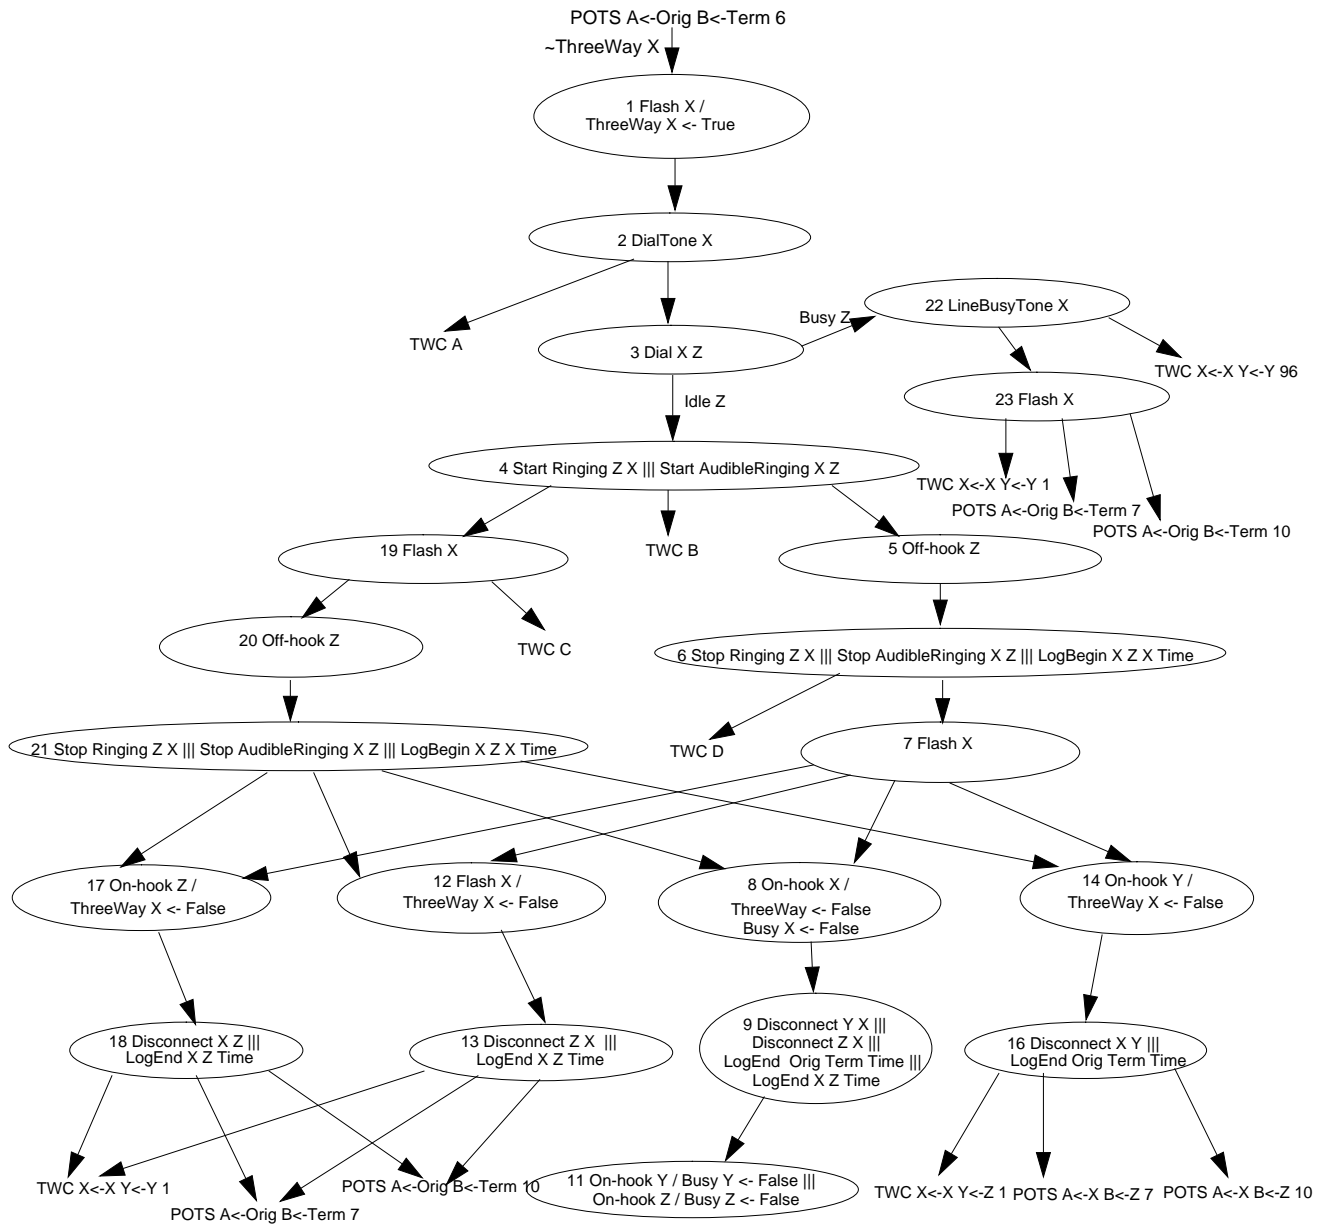 POTS A<-Orig B<-Term 6
~ThreeWay X
1 Flash X /
ThreeWay X <- True
2 DialTone X
TWC A
3 Dial X Z
Busy Z
22 LineBusyTone X
TWC X<-X Y<-Y 96
23 Flash X
Idle Z
4 Start Ringing Z X ||| Start AudibleRinging X Z
TWC X<-X Y<-Y 1
POTS A<-Orig B<-Term 7
POTS A<-Orig B<-Term 10
19 Flash X
TWC B
5 Off-hook Z
20 Off-hook Z
TWC C
6 Stop Ringing Z X ||| Stop AudibleRinging X Z ||| LogBegin X Z X Time
21 Stop Ringing Z X ||| Stop AudibleRinging X Z ||| LogBegin X Z X Time
TWC D
7 Flash X
17 On-hook Z /
ThreeWay X <- False
12 Flash X /
ThreeWay X <- False
8 On-hook X /
ThreeWay <- False
Busy X <- False
14 On-hook Y /
ThreeWay X <- False
18 Disconnect X Z |||
LogEnd X Z Time
13 Disconnect Z X |||
LogEnd X Z Time
9 Disconnect Y X |||
Disconnect Z X |||
LogEnd Orig Term Time |||
LogEnd X Z Time
16 Disconnect X Y |||
LogEnd Orig Term Time
TWC X<-X Y<-Y 1
POTS A<-Orig B<-Term 7
POTS A<-Orig B<-Term 10
11 On-hook Y / Busy Y <- False |||
On-hook Z / Busy Z <- False
TWC X<-X Y<-Z 1
POTS A<-X B<-Z 7
POTS A<-X B<-Z 10